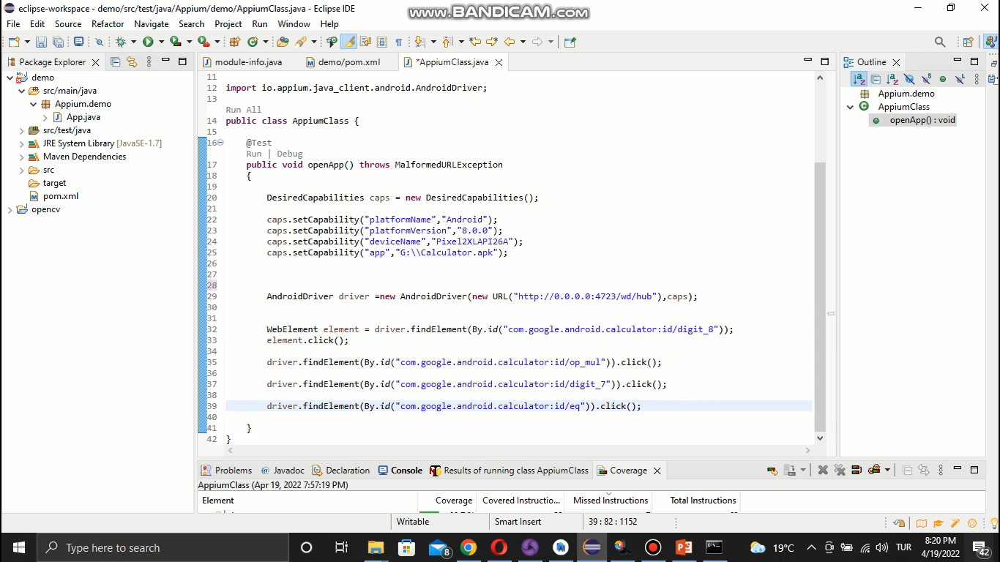 eclipse-workspace - demo/src/test/java/Appium/demo/AppiumClass.java - Eclipse IDE
www.BANDICAM.com
File Edit Source Refactor Navigate Search Project Run Window Help
Package Explorer
module-info.java
demo/pom.xml
*AppiumClass.java
Outline
demo
src/main/java
Appium.demo
App.java
src/test/java
JRE System Library [JavaSE-1.7]
Maven Dependencies
src
target
pom.xml
opencv
11
12 import io.appium.java_client.android.AndroidDriver;
13
Run All
14 public class AppiumClass {
15
16 @Test
Run | Debug
17 public void openApp() throws MalformedURLException
18 {
19
20 DesiredCapabilities caps = new DesiredCapabilities();
21
22 caps.setCapability("platformName","Android");
23 caps.setCapability("platformVersion","8.0.0");
24 caps.setCapability("deviceName","Pixel2XLAPI26A");
25 caps.setCapability("app","G:\\Calculator.apk");
26
27
28
29 AndroidDriver driver =new AndroidDriver(new URL("http://0.0.0.0:4723/wd/hub"),caps);
30
31
32 WebElement element = driver.findElement(By.id("com.google.android.calculator:id/digit_8"));
33 element.click();
34
35 driver.findElement(By.id("com.google.android.calculator:id/op_mul")).click();
36
37 driver.findElement(By.id("com.google.android.calculator:id/digit_7")).click();
38
39 driver.findElement(By.id("com.google.android.calculator:id/eq")).click();
40
41 }
42 }
Appium.demo
AppiumClass
openApp() : void
Problems
Javadoc
Declaration
Console
Results of running class AppiumClass
Coverage
AppiumClass (Apr 19, 2022 7:57:19 PM)
Element Coverage Covered Instructio... Missed Instructions Total Instructions
Writable Smart Insert 39 : 82 : 1152
Type here to search
8
19°C
TUR
8:20 PM
4/19/2022
42